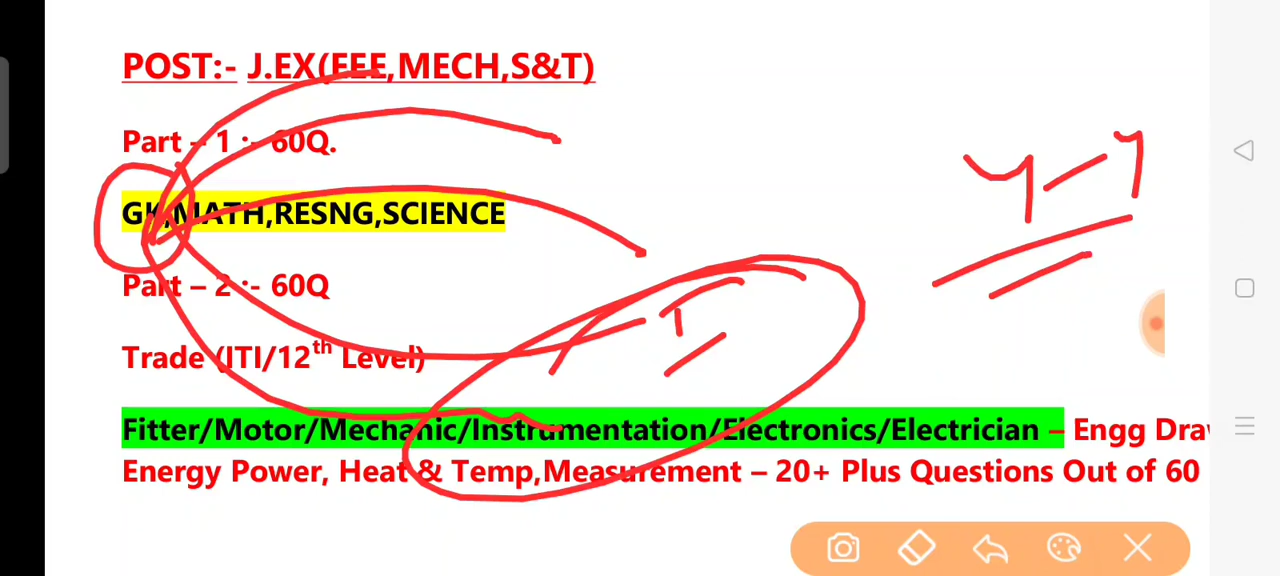 POST:- J.EX(EEE,MECH,S&T)
Part – 1 :- 60Q.
GK,MATH,RESNG,SCIENCE
Part – 2 :- 60Q
Trade (ITI/12th Level)
Fitter/Motor/Mechanic/Instrumentation/Electronics/Electrician – Engg Dra
Energy Power, Heat & Temp,Measurement – 20+ Plus Questions Out of 60